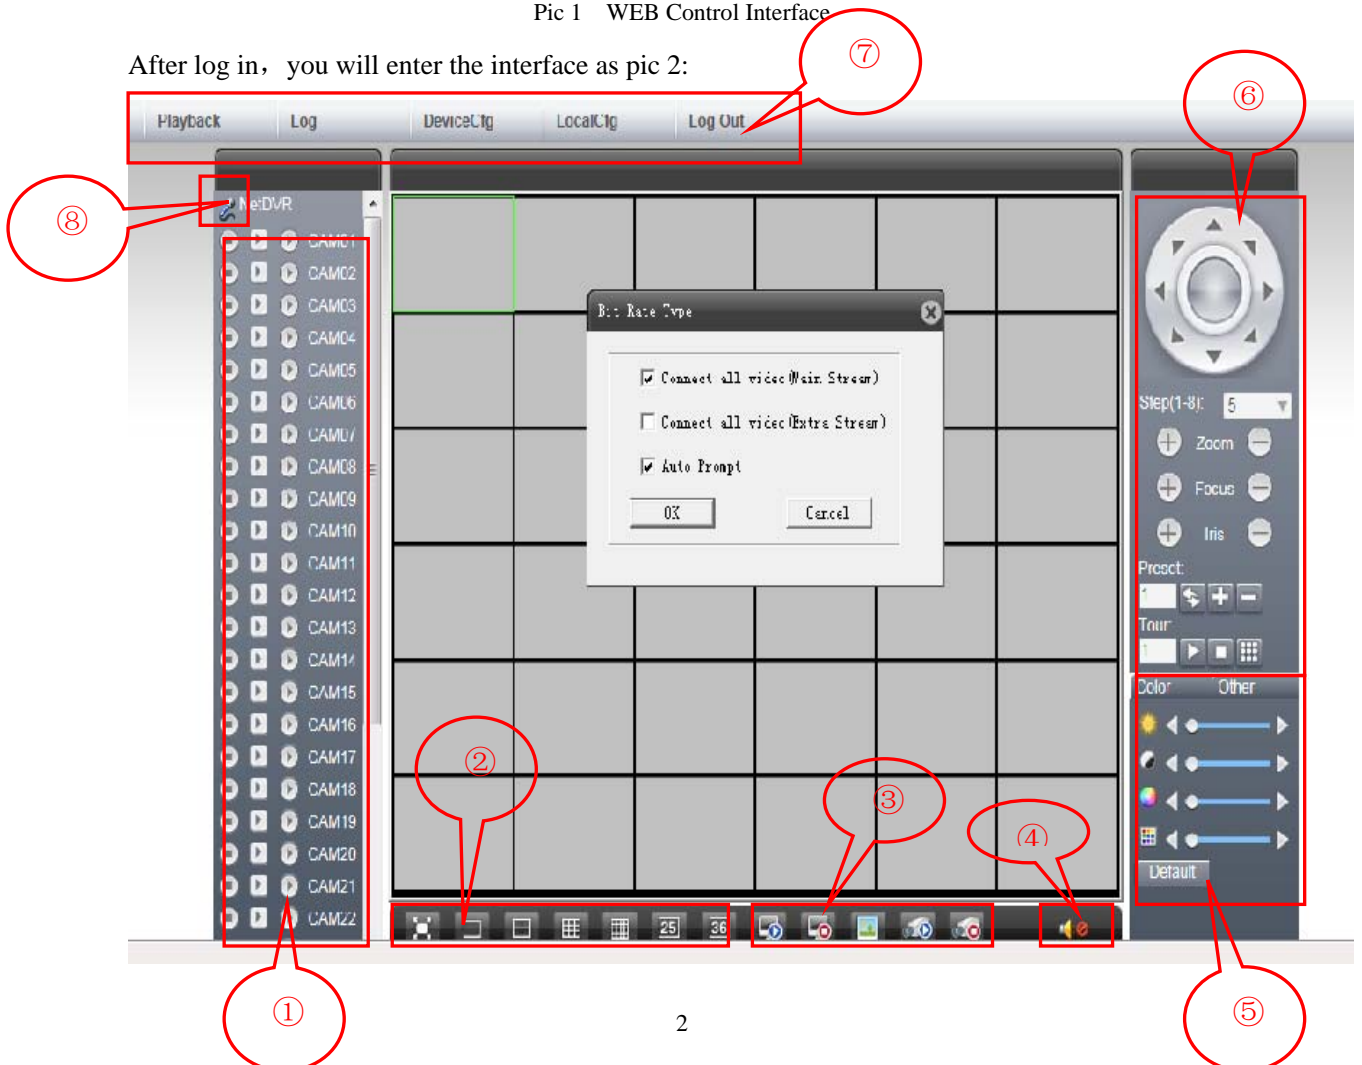 Pic 1 WEB Control Interface
After log in，you will enter the interface as pic 2:
⑦
⑥
Playback Log DeviceCfg LocalCfg Log Out
⑧
NetDVR
CAM01
CAM02
CAM03
CAM04
CAM05
CAM06
CAM07
CAM08
CAM09
CAM10
CAM11
CAM12
CAM13
CAM14
CAM15
CAM16
CAM17
CAM18
CAM19
CAM20
CAM21
CAM22
Bit Rate Type
Connect all video(Main Stream)
Connect all video(Extra Stream)
Auto Prompt
OK Cancel
Step(1-8): 5
Zoom
Focus
Iris
Preset:
1
Tour:
1
Color Other
Default
②
③
④
25 36
①
⑤
2